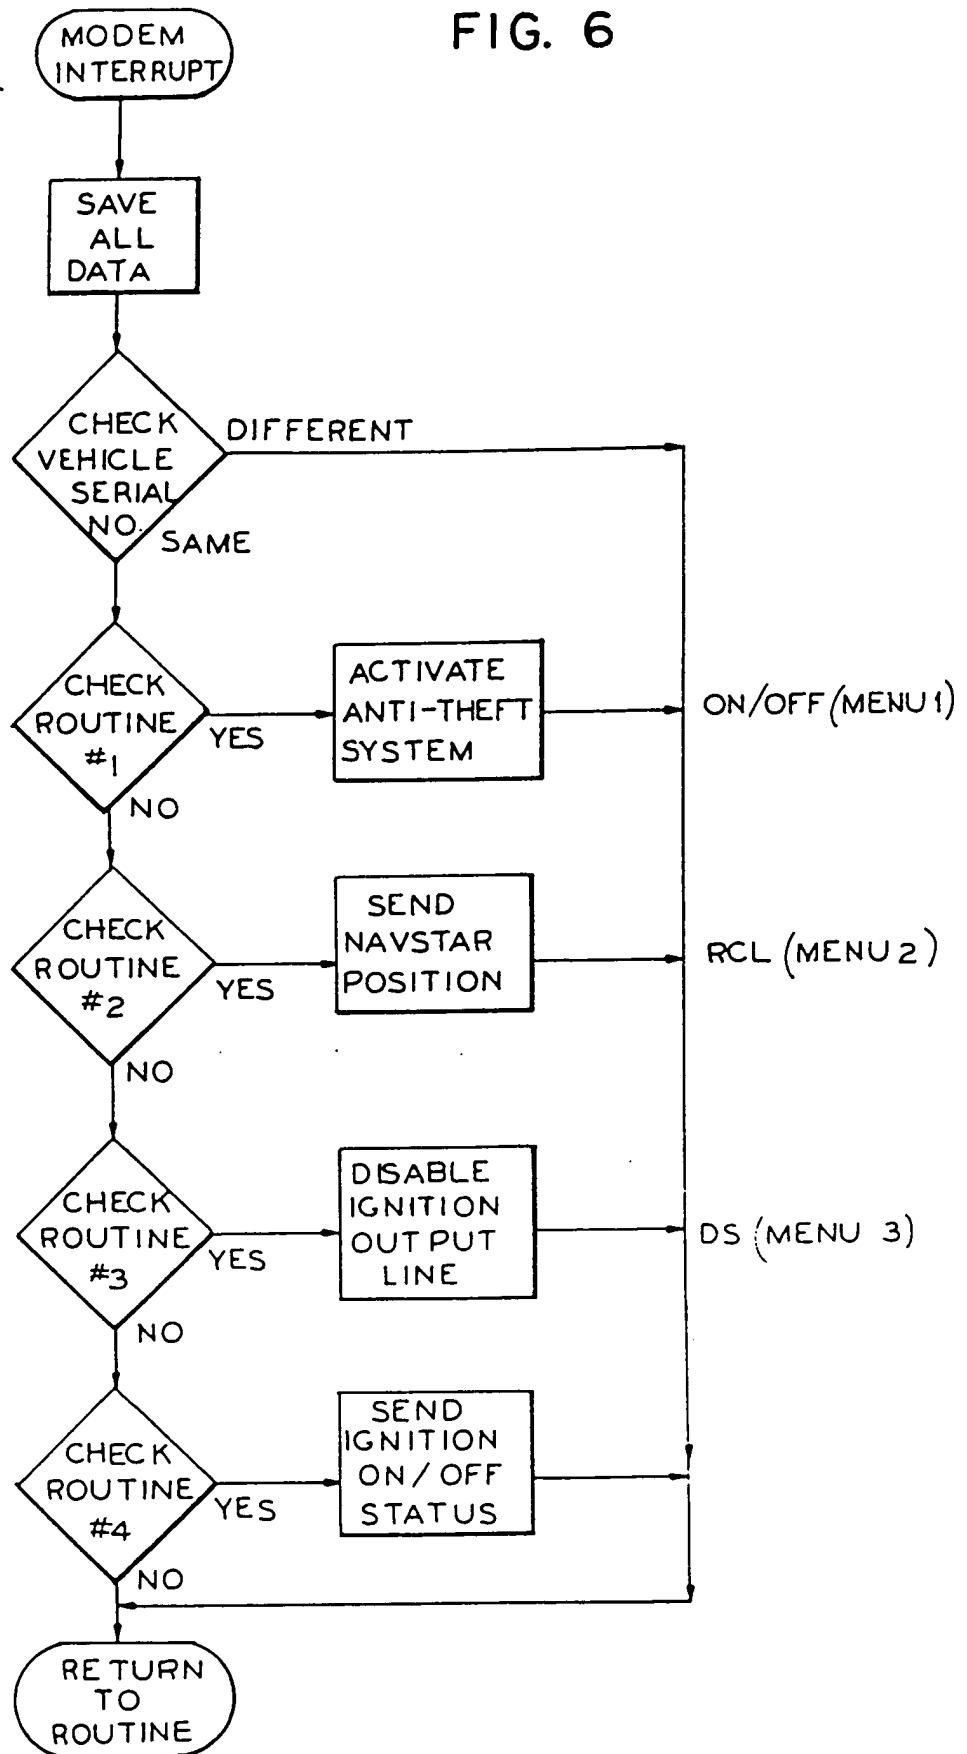 FIG. 6
MODEM
INTERRUPT
SAVE
ALL
DATA
CHECK
VEHICLE
SERIAL
NO.
DIFFERENT
SAME
CHECK
ROUTINE
#1
YES
NO
ACTIVATE
ANTI-THEFT
SYSTEM
ON/OFF (MENU 1)
CHECK
ROUTINE
#2
YES
NO
SEND
NAVSTAR
POSITION
RCL (MENU 2)
CHECK
ROUTINE
#3
YES
NO
DISABLE
IGNITION
OUTPUT
LINE
DS (MENU 3)
CHECK
ROUTINE
#4
YES
NO
SEND
IGNITION
ON/OFF
STATUS
RETURN
TO
ROUTINE